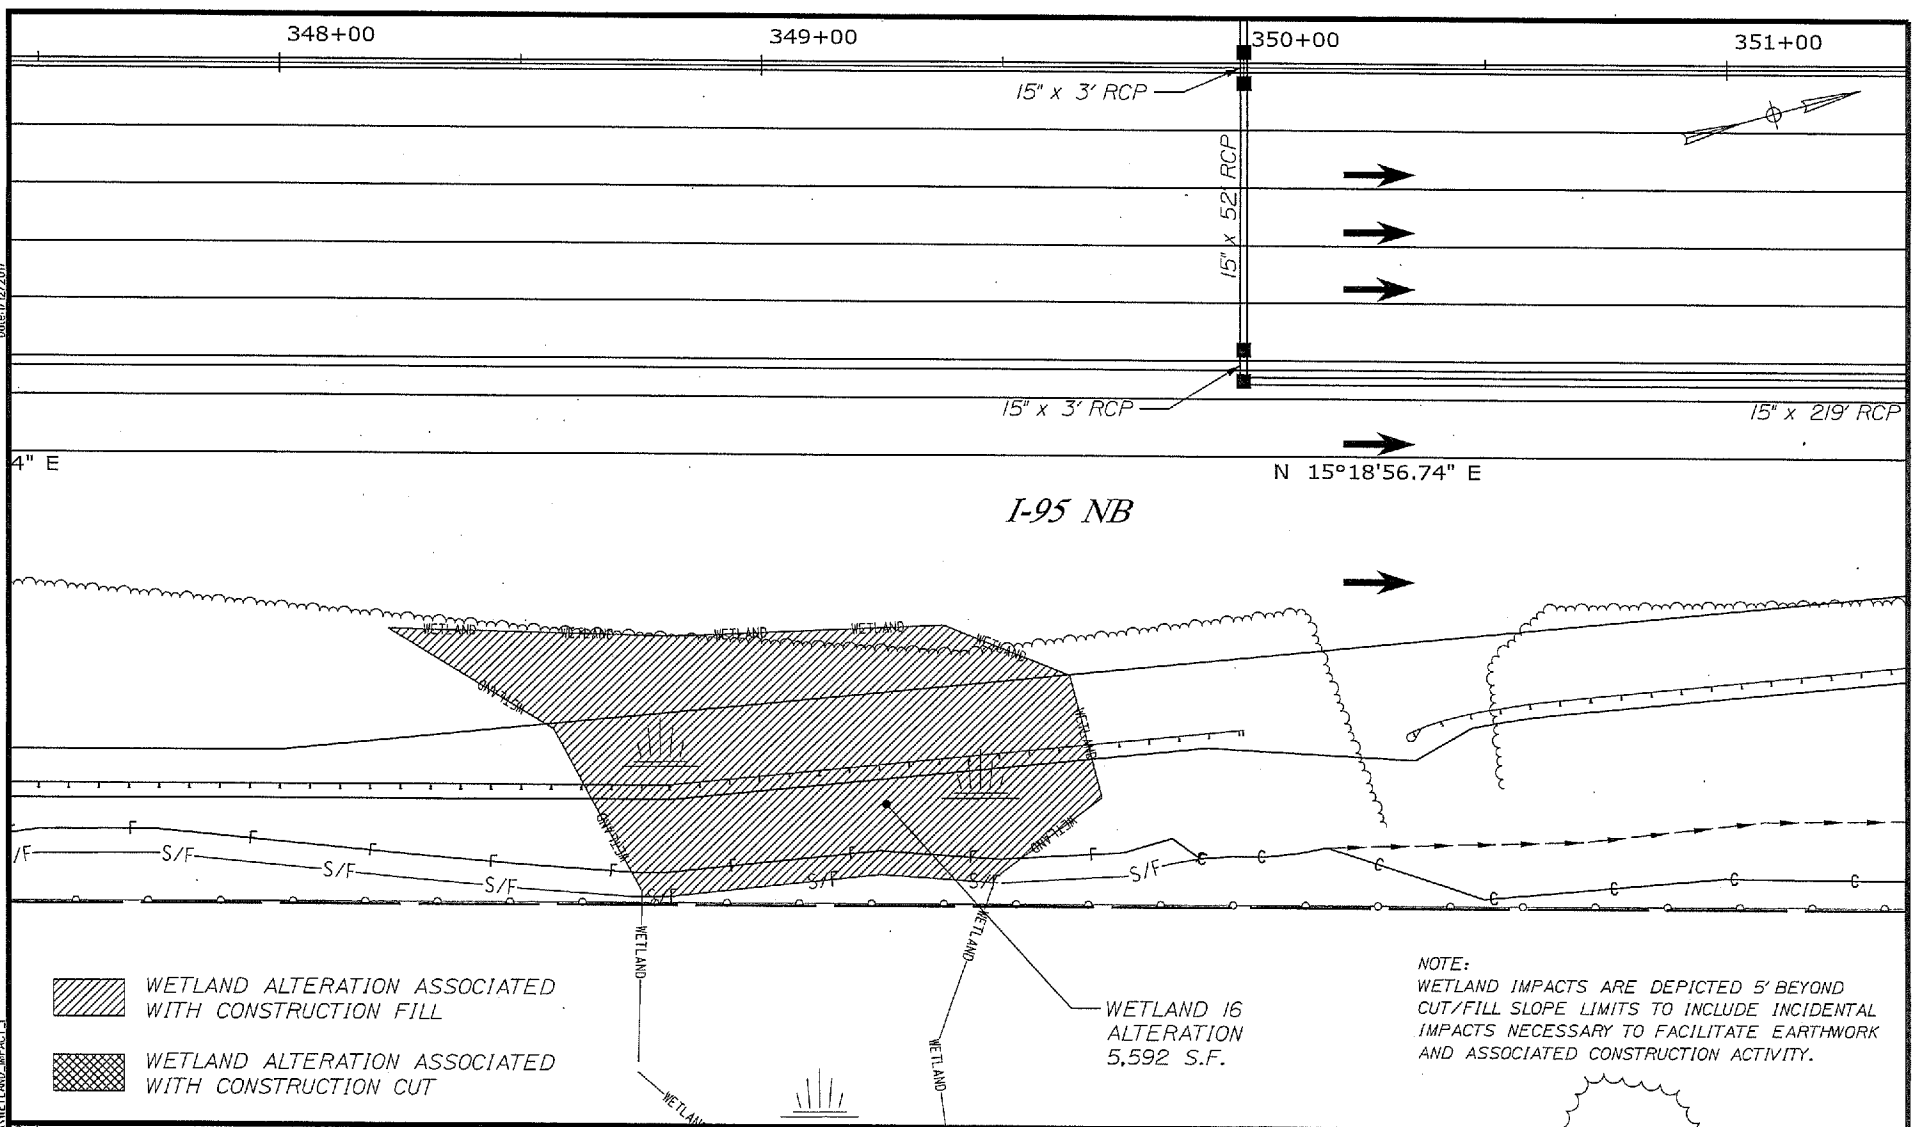 348+00
349+00
350+00
351+00
15" x 3' RCP
15" x 52' RCP
15" x 3' RCP
15" x 219' RCP
4" E
N 15°18'56.74" E
I-95 NB
WETLAND
WETLAND
WETLAND
WETLAND
WETLAND
WETLAND
WETLAND
WETLAND
WETLAND
F
F
F
F
F
F
F
F
F
C
C
C
C
C
C
C
/F
S/F
S/F
S/F
S/F
S/F
S/F
S/F
WETLAND
WETLAND
WETLAND
WETLAND ALTERATION ASSOCIATED
WITH CONSTRUCTION FILL
WETLAND ALTERATION ASSOCIATED
WITH CONSTRUCTION CUT
WETLAND 16
ALTERATION
5,592 S.F.
NOTE:
WETLAND IMPACTS ARE DEPICTED 5' BEYOND
CUT/FILL SLOPE LIMITS TO INCLUDE INCIDENTAL
IMPACTS NECESSARY TO FACILITATE EARTHWORK
AND ASSOCIATED CONSTRUCTION ACTIVITY.